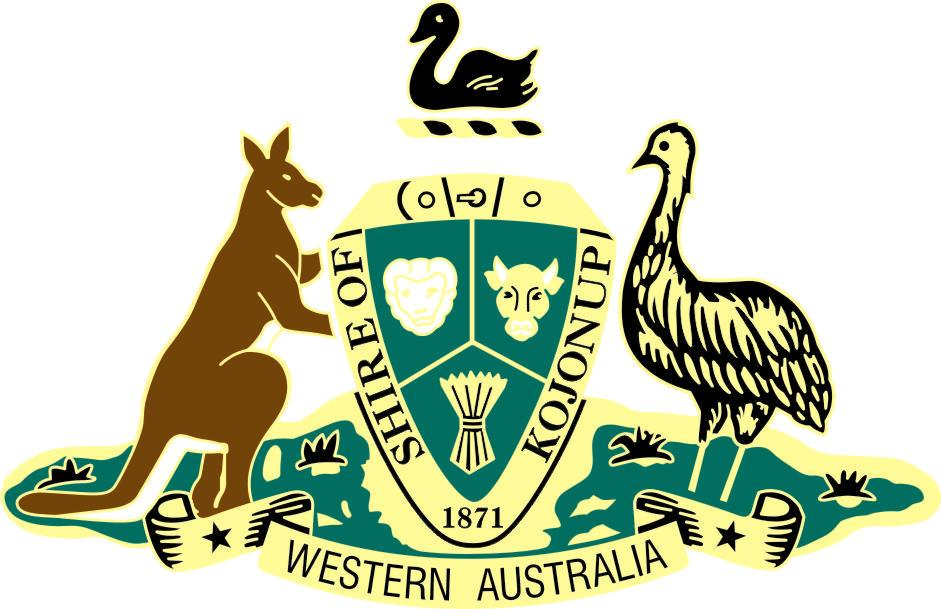 SHIRE OF
KOJONUP
1871
WESTERN AUSTRALIA